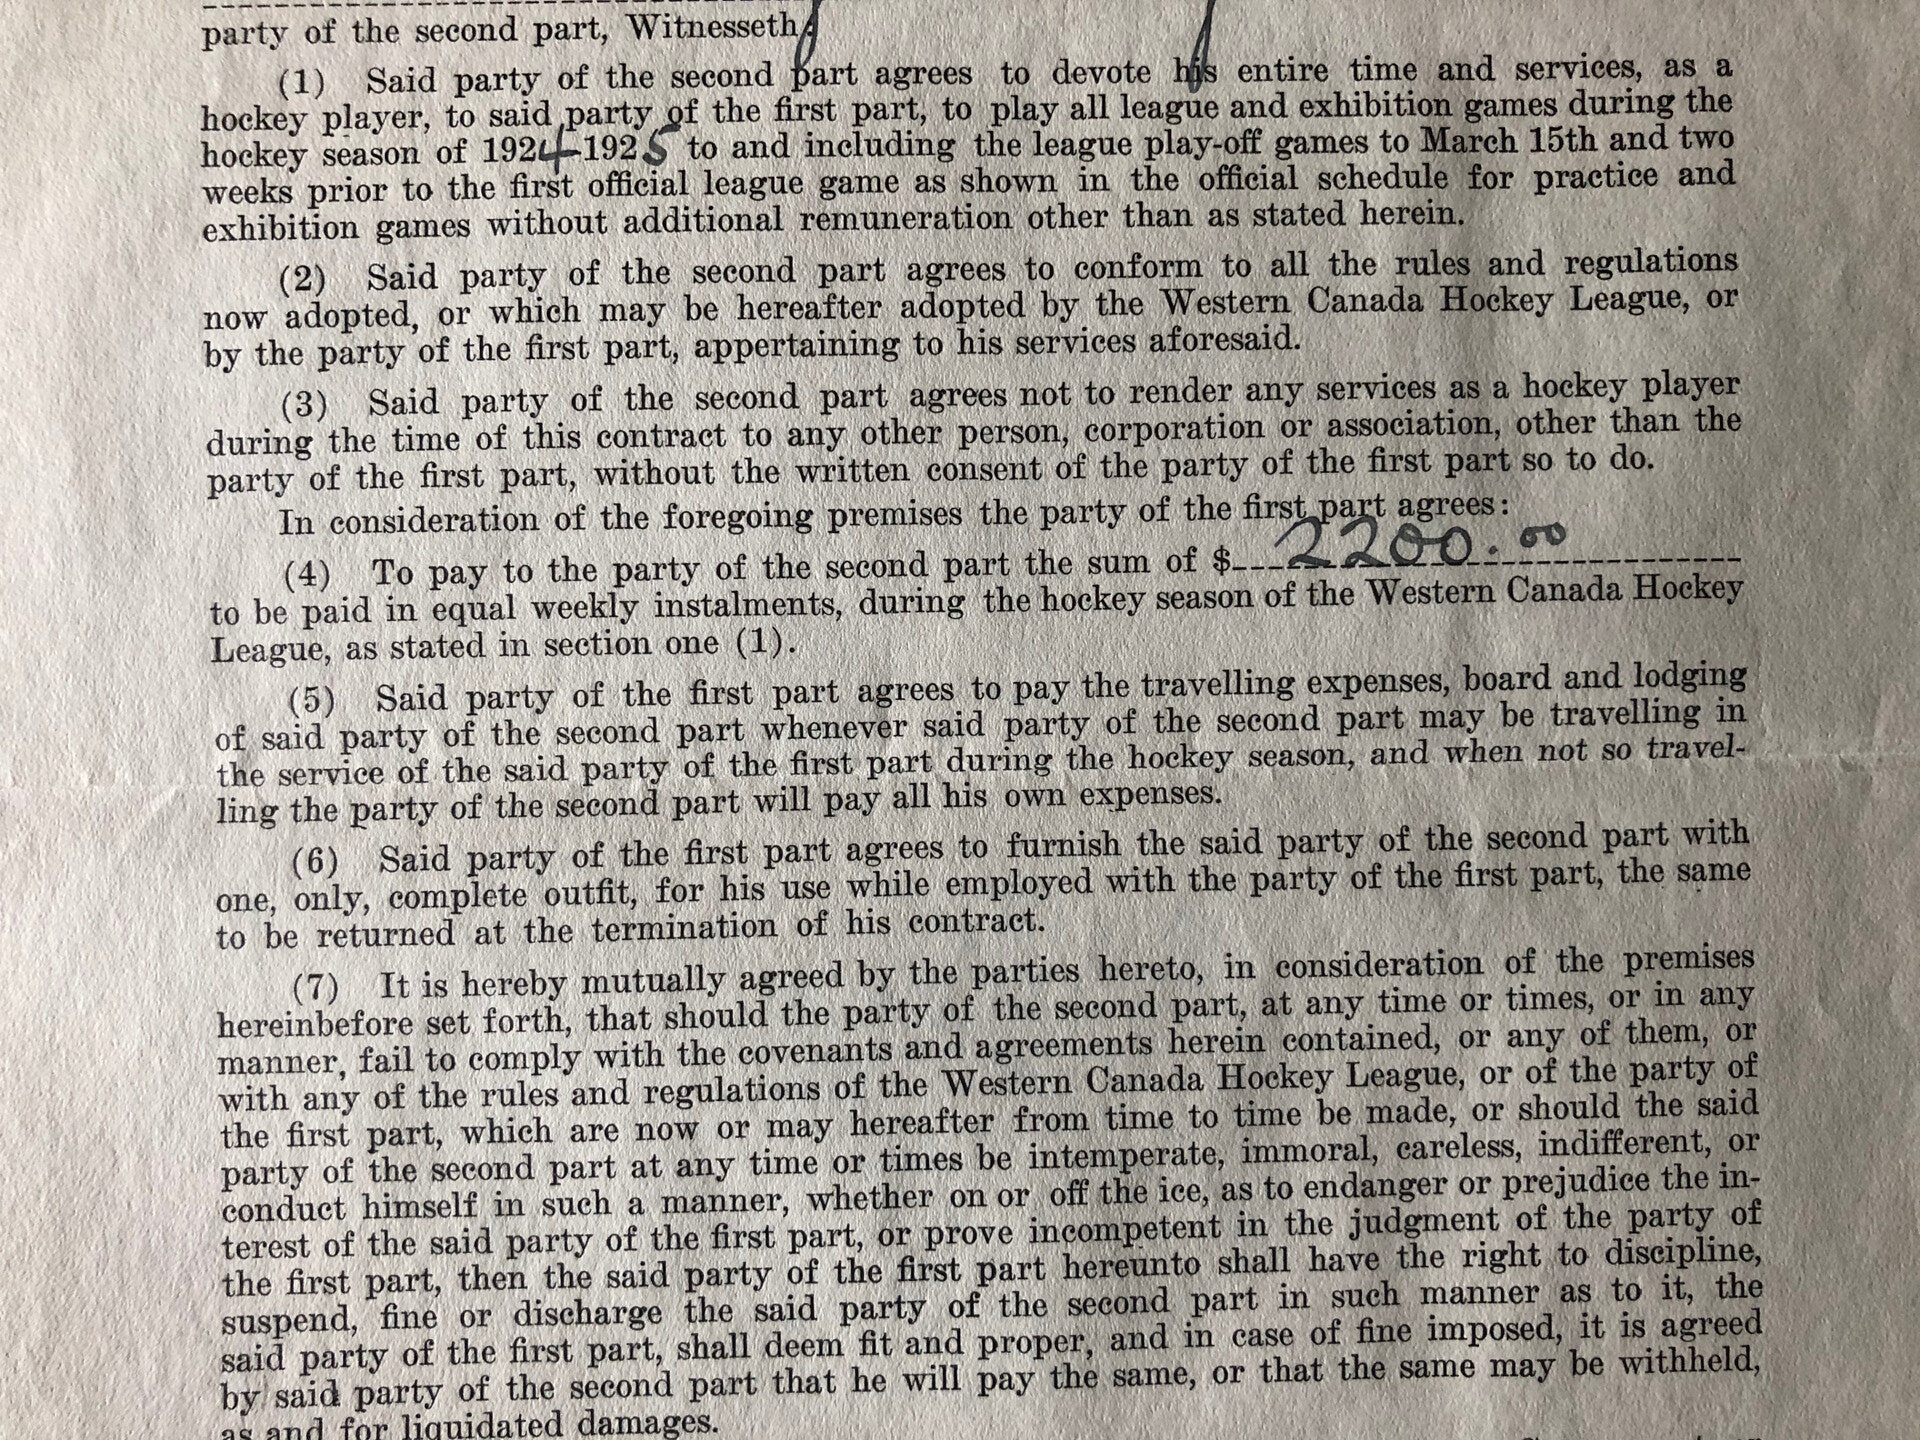 party of the second part, Witnesseth,
(1) Said party of the second part agrees to devote his entire time and services, as a
hockey player, to said party of the first part, to play all league and exhibition games during the
hockey season of 1924-1925 to and including the league play-off games to March 15th and two
weeks prior to the first official league game as shown in the official schedule for practice and
exhibition games without additional remuneration other than as stated herein.
(2) Said party of the second part agrees to conform to all the rules and regulations
now adopted, or which may be hereafter adopted by the Western Canada Hockey League, or
by the party of the first part, appertaining to his services aforesaid.
(3) Said party of the second part agrees not to render any services as a hockey player
during the time of this contract to any other person, corporation or association, other than the
party of the first part, without the written consent of the party of the first part so to do.
In consideration of the foregoing premises the party of the first part agrees:
(4) To pay to the party of the second part the sum of $ 2200.00
to be paid in equal weekly instalments, during the hockey season of the Western Canada Hockey
League, as stated in section one (1).
(5) Said party of the first part agrees to pay the travelling expenses, board and lodging
of said party of the second part whenever said party of the second part may be travelling in
the service of the said party of the first part during the hockey season, and when not so travel-
ling the party of the second part will pay all his own expenses.
(6) Said party of the first part agrees to furnish the said party of the second part with
one, only, complete outfit, for his use while employed with the party of the first part, the same
to be returned at the termination of his contract.
(7) It is hereby mutually agreed by the parties hereto, in consideration of the premises
hereinbefore set forth, that should the party of the second part, at any time or times, or in any
manner, fail to comply with the covenants and agreements herein contained, or any of them, or
with any of the rules and regulations of the Western Canada Hockey League, or of the party of
the first part, which are now or may hereafter from time to time be made, or should the said
party of the second part at any time or times be intemperate, immoral, careless, indifferent, or
conduct himself in such a manner, whether on or off the ice, as to endanger or prejudice the in-
terest of the said party of the first part, or prove incompetent in the judgment of the party of
the first part, then the said party of the first part hereunto shall have the right to discipline,
suspend, fine or discharge the said party of the second part in such manner as to it, the
said party of the first part, shall deem fit and proper, and in case of fine imposed, it is agreed
by said party of the second part that he will pay the same, or that the same may be withheld,
as and for liquidated damages.